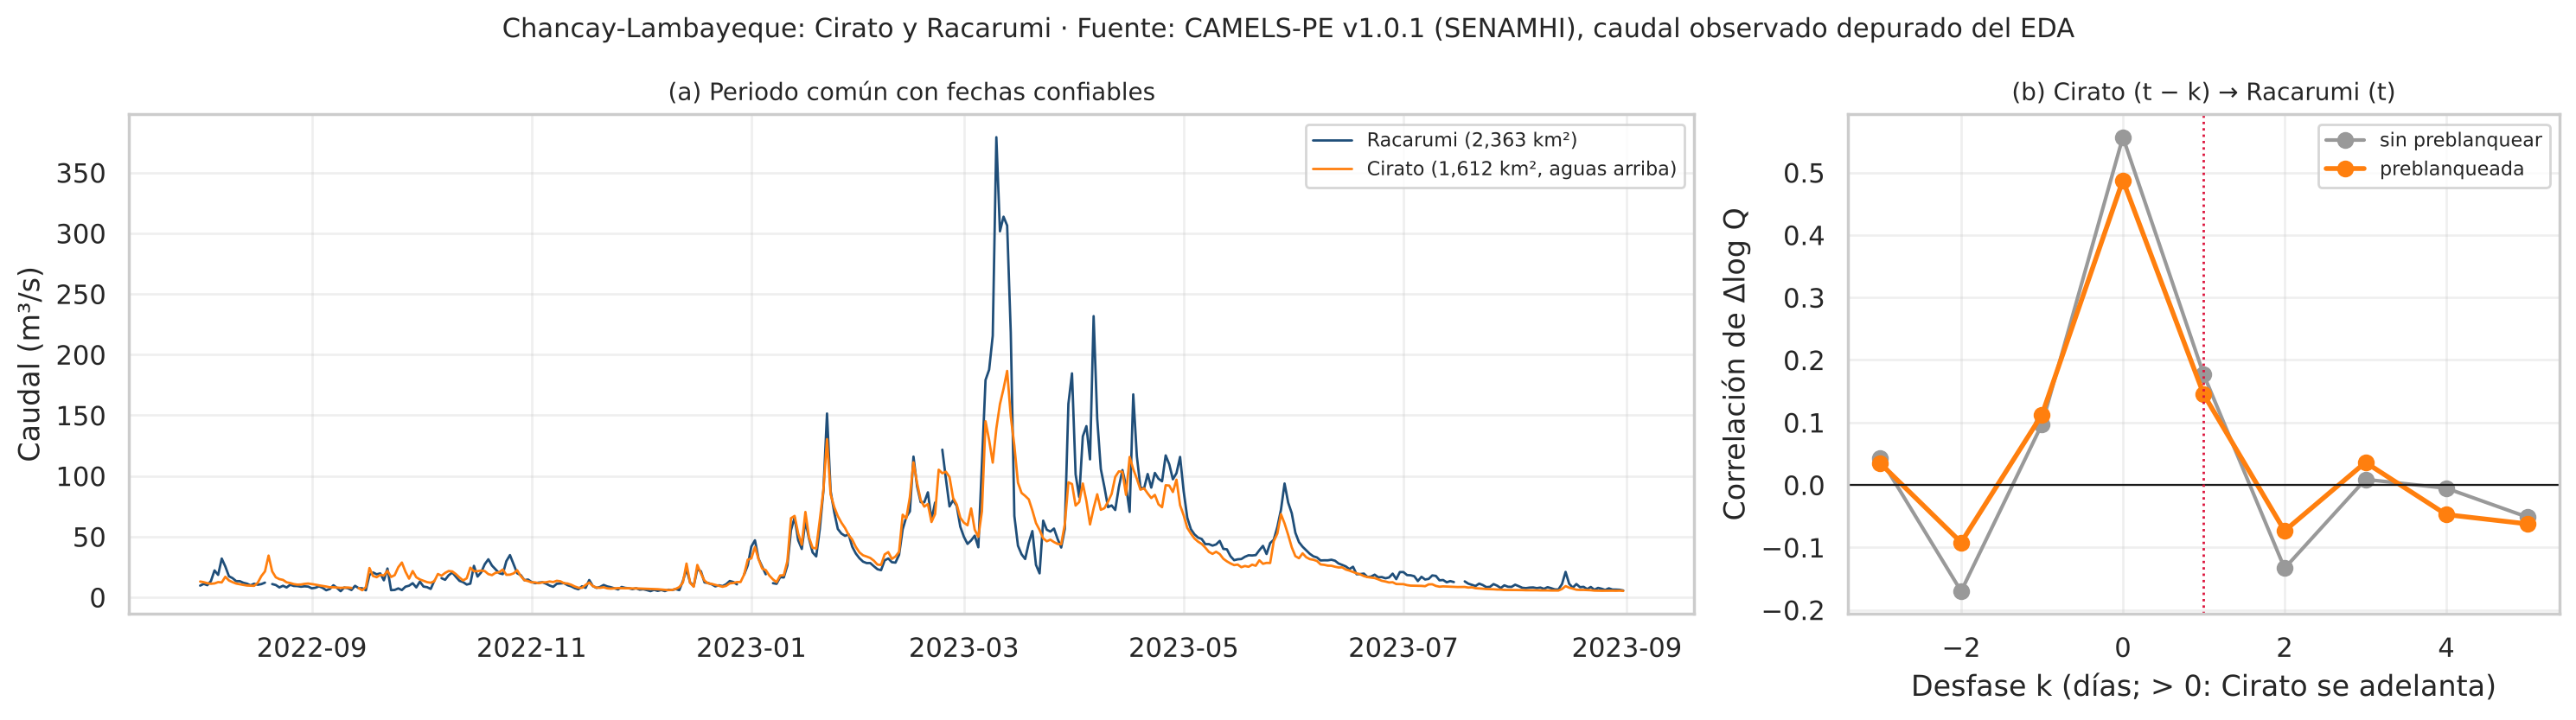 Chancay-Lambayeque: Cirato y Racarumi · Fuente: CAMELS-PE v1.0.1 (SENAMHI), caudal observado depurado del EDA
(a) Periodo común con fechas confiables
Caudal (m³/s)
350
300
250
200
150
100
50
0
Racarumi (2,363 km²)
Cirato (1,612 km², aguas arriba)
2022-09
2022-11
2023-01
2023-03
2023-05
2023-07
2023-09
(b) Cirato (t − k) → Racarumi (t)
Correlación de Δlog Q
0.5
0.4
0.3
0.2
0.1
0.0
−0.1
−0.2
sin preblanquear
preblanqueada
−2
0
2
4
Desfase k (días; > 0: Cirato se adelanta)